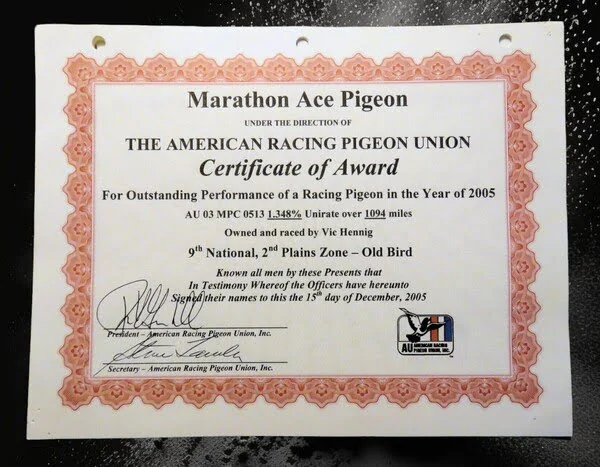 Marathon Ace Pigeon
UNDER THE DIRECTION OF
THE AMERICAN RACING PIGEON UNION
Certificate of Award
For Outstanding Performance of a Racing Pigeon in the Year of 2005
AU 03 MPC 0513 1.348% Unirate over 1094 miles
Owned and raced by Vic Hennig
9th National, 2nd Plains Zone – Old Bird
Known all men by these Presents that
In Testimony Whereof the Officers have hereunto
Signed their names to this the 15th day of December, 2005
President – American Racing Pigeon Union, Inc.
Secretary – American Racing Pigeon Union, Inc.
AU AMERICAN RACING
PIGEON UNION, INC.